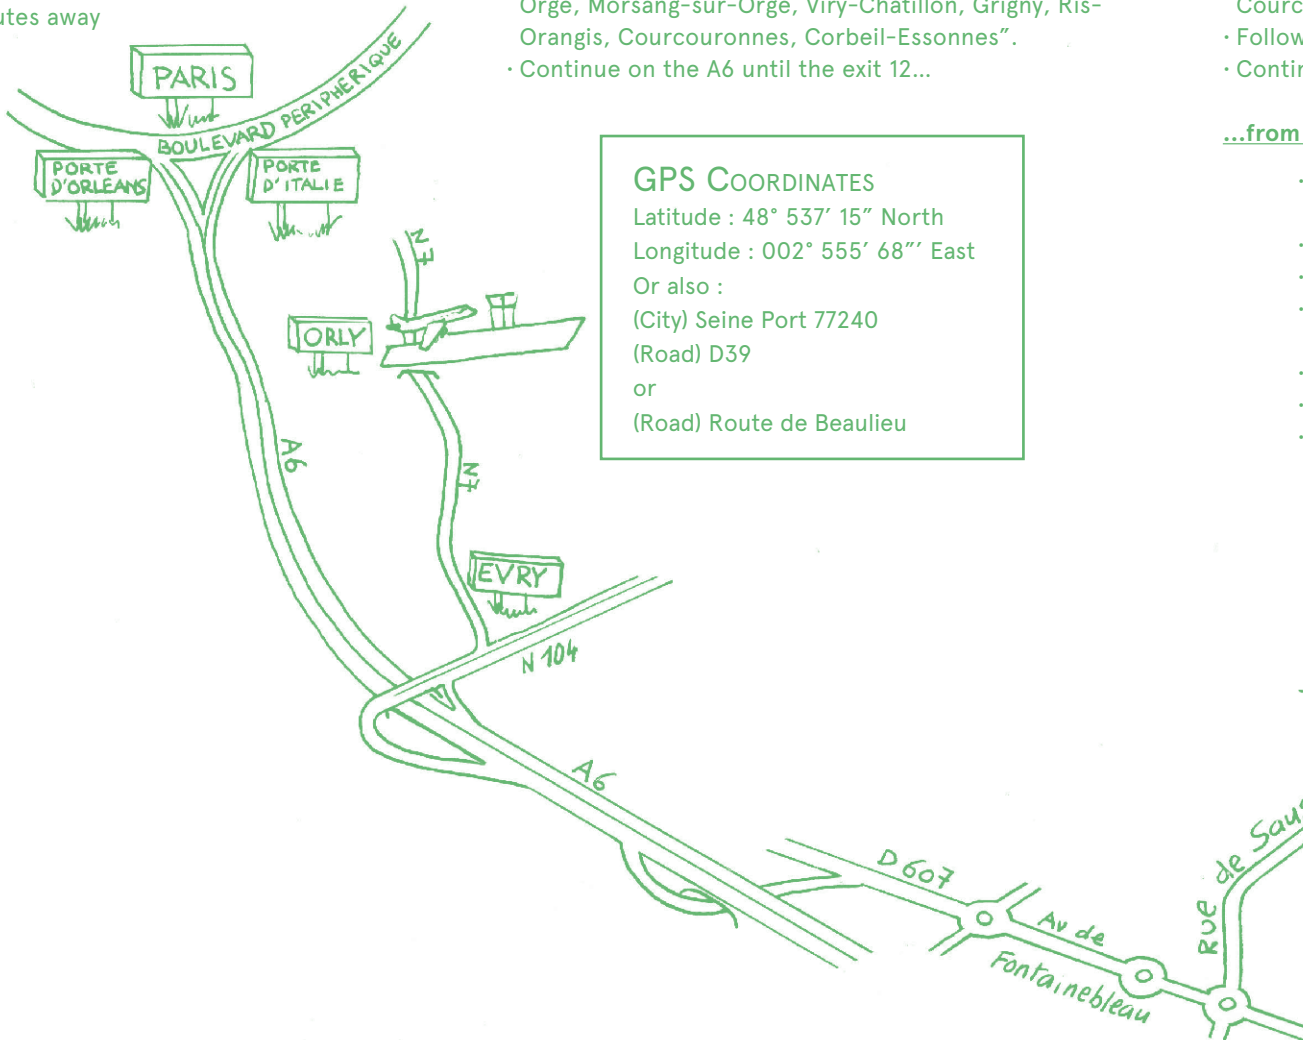 utes away
Orge, Morsang-sur-Orge, Viry-Chatillon, Grigny, Ris-
Orangis, Courcouronnes, Corbeil-Essonnes”.
· Continue on the A6 until the exit 12...
Courc
· Follow
· Contin
...from
PARIS
BOULEVARD PERIPHERIQUE
PORTE
D'ORLEANS
PORTE
D'ITALIE
N7
ORLY
GPS COORDINATES
Latitude : 48° 537′ 15″ North
Longitude : 002° 555′ 68″′ East
Or also :
(City) Seine Port 77240
(Road) D39
or
(Road) Route de Beaulieu
A6
N7
EVRY
N 104
A6
D 607
Av de
Fontainebleau
RUE de Sau